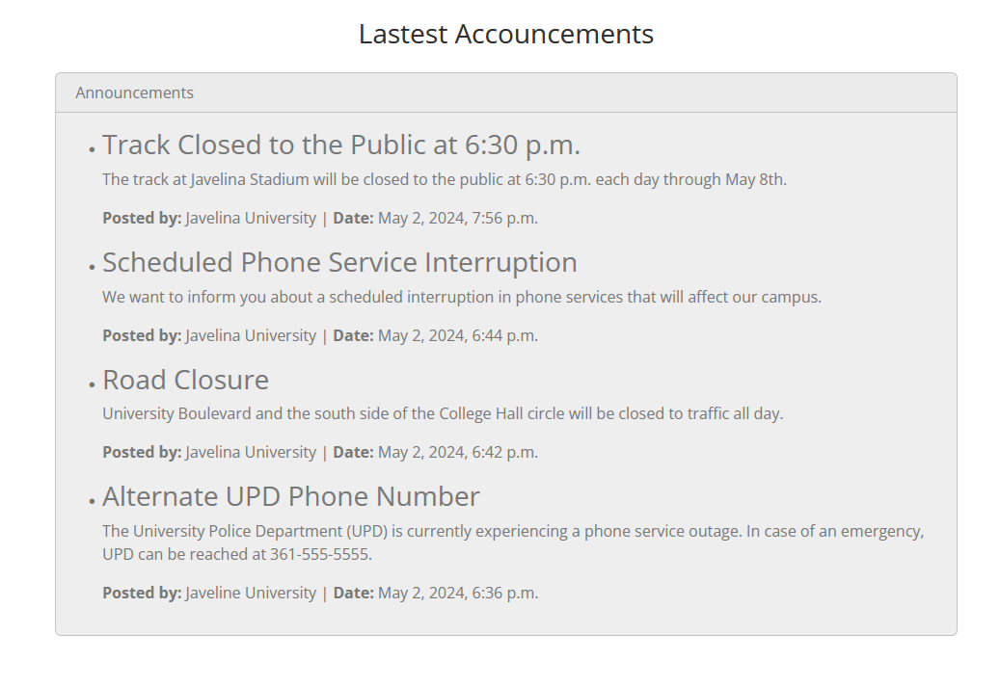 Lastest Accouncements
Announcements
Track Closed to the Public at 6:30 p.m.
The track at Javelina Stadium will be closed to the public at 6:30 p.m. each day through May 8th.
Posted by: Javelina University | Date: May 2, 2024, 7:56 p.m.
Scheduled Phone Service Interruption
We want to inform you about a scheduled interruption in phone services that will affect our campus.
Posted by: Javelina University | Date: May 2, 2024, 6:44 p.m.
Road Closure
University Boulevard and the south side of the College Hall circle will be closed to traffic all day.
Posted by: Javelina University | Date: May 2, 2024, 6:42 p.m.
Alternate UPD Phone Number
The University Police Department (UPD) is currently experiencing a phone service outage. In case of an emergency,
UPD can be reached at 361-555-5555.
Posted by: Javeline University | Date: May 2, 2024, 6:36 p.m.